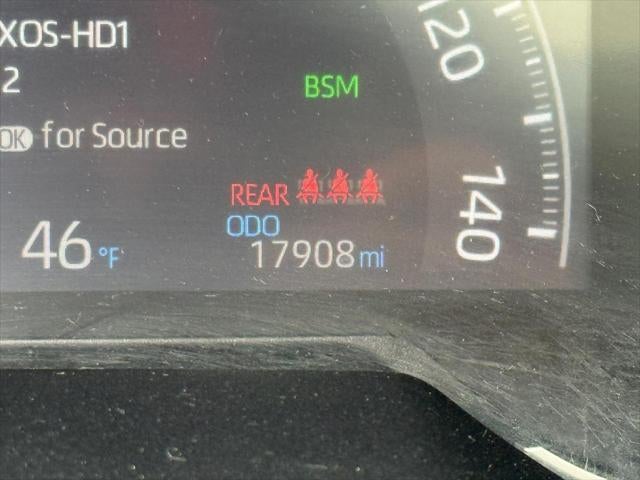 XOS-HD1
2
OK for Source
BSM
120
140
REAR
ODO
46°F
17908 mi